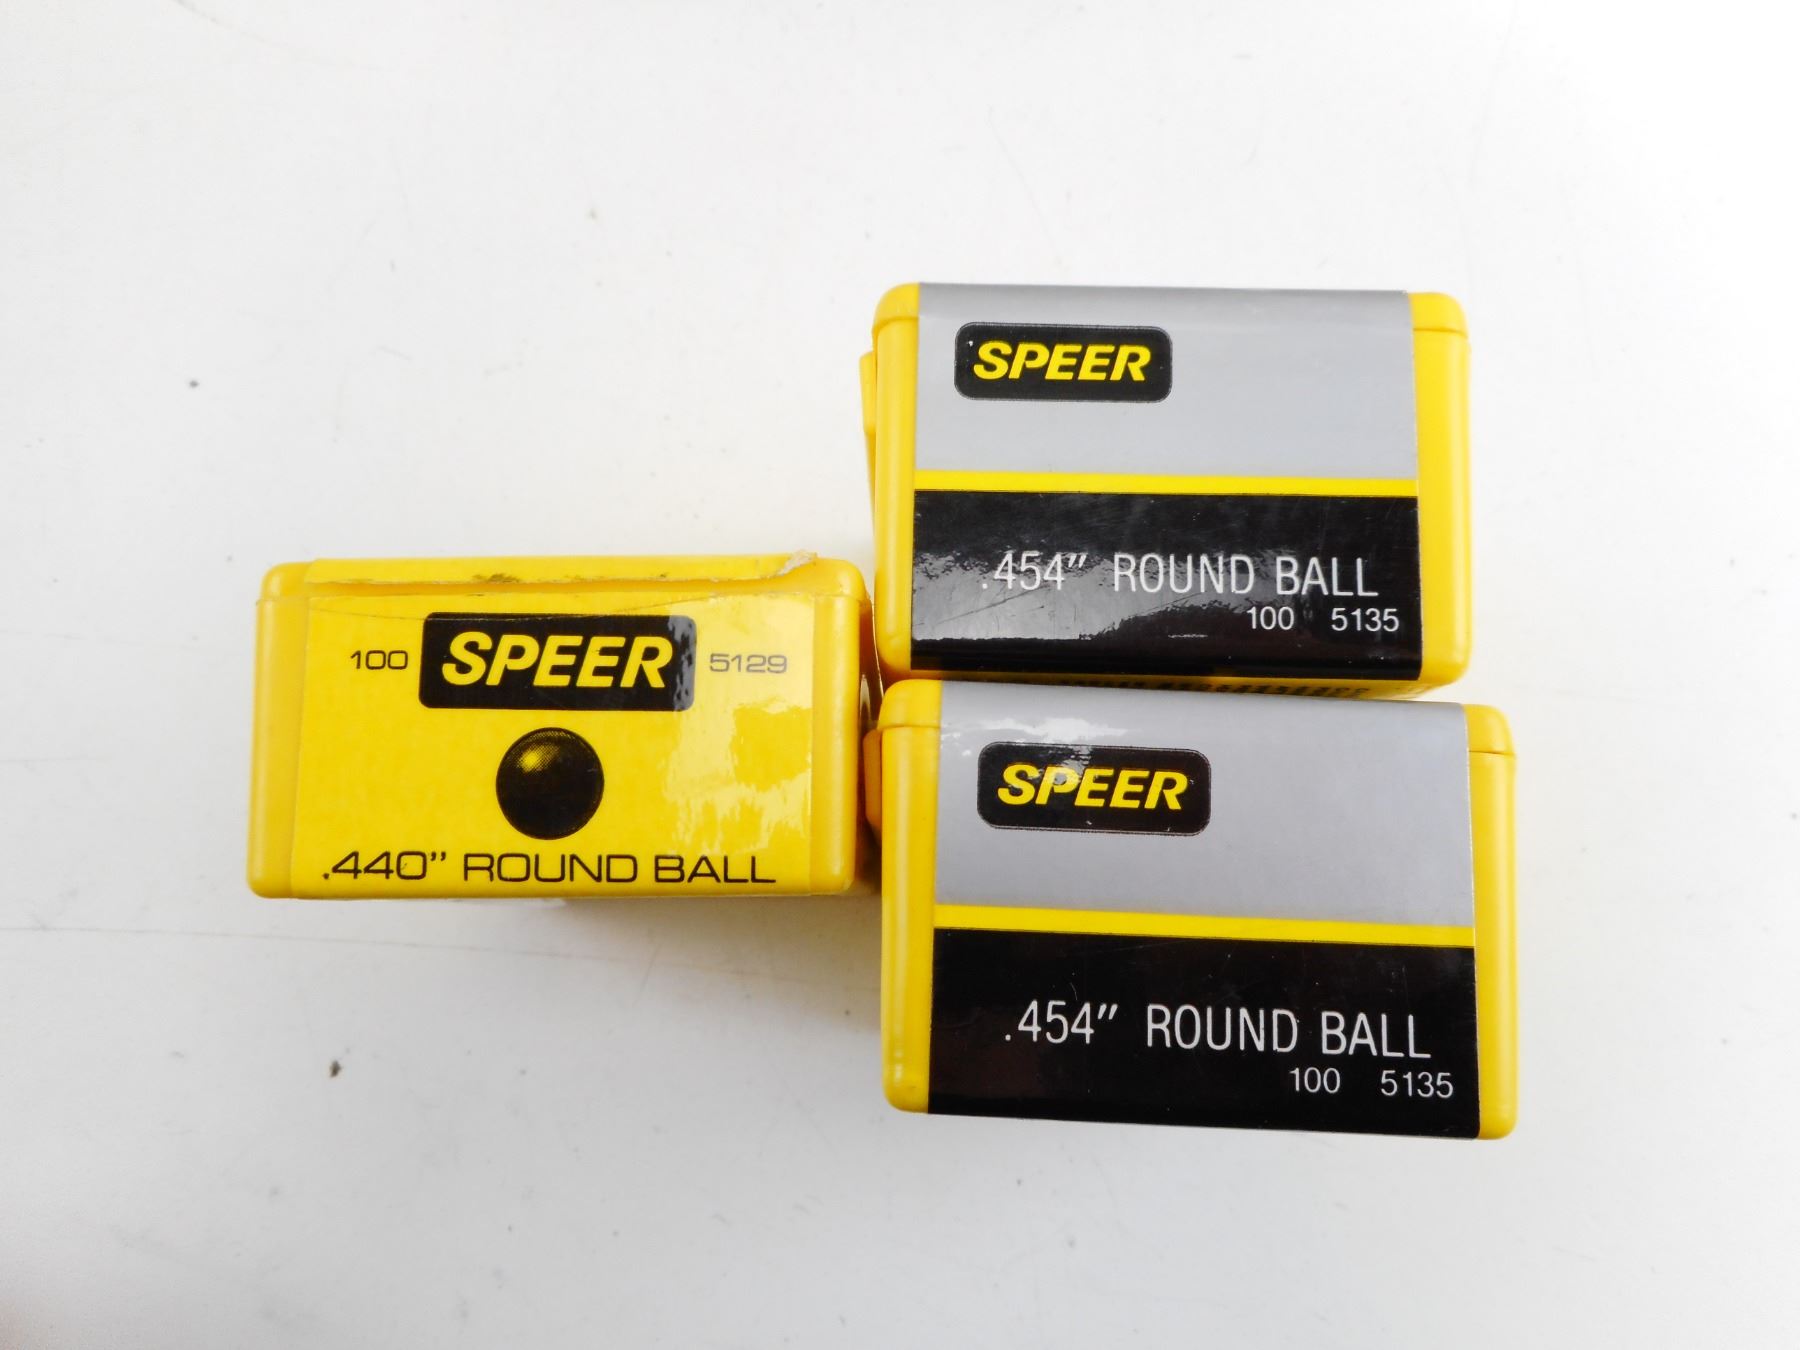 100 SPEER 5129
.440" ROUND BALL
SPEER
.454" ROUND BALL
100 5135
SPEER
.454" ROUND BALL
100 5135